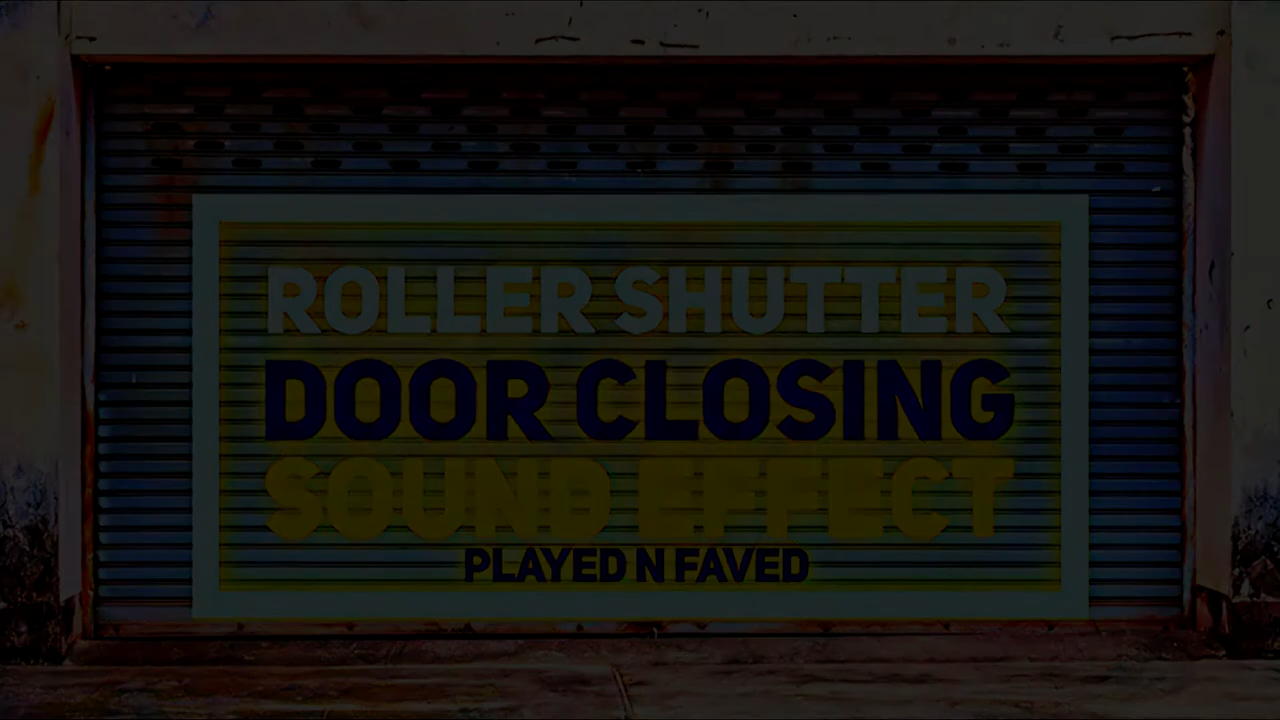 ROLLER SHUTTER
DOOR CLOSING
SOUND EFFECT
PLAYED N FAVED